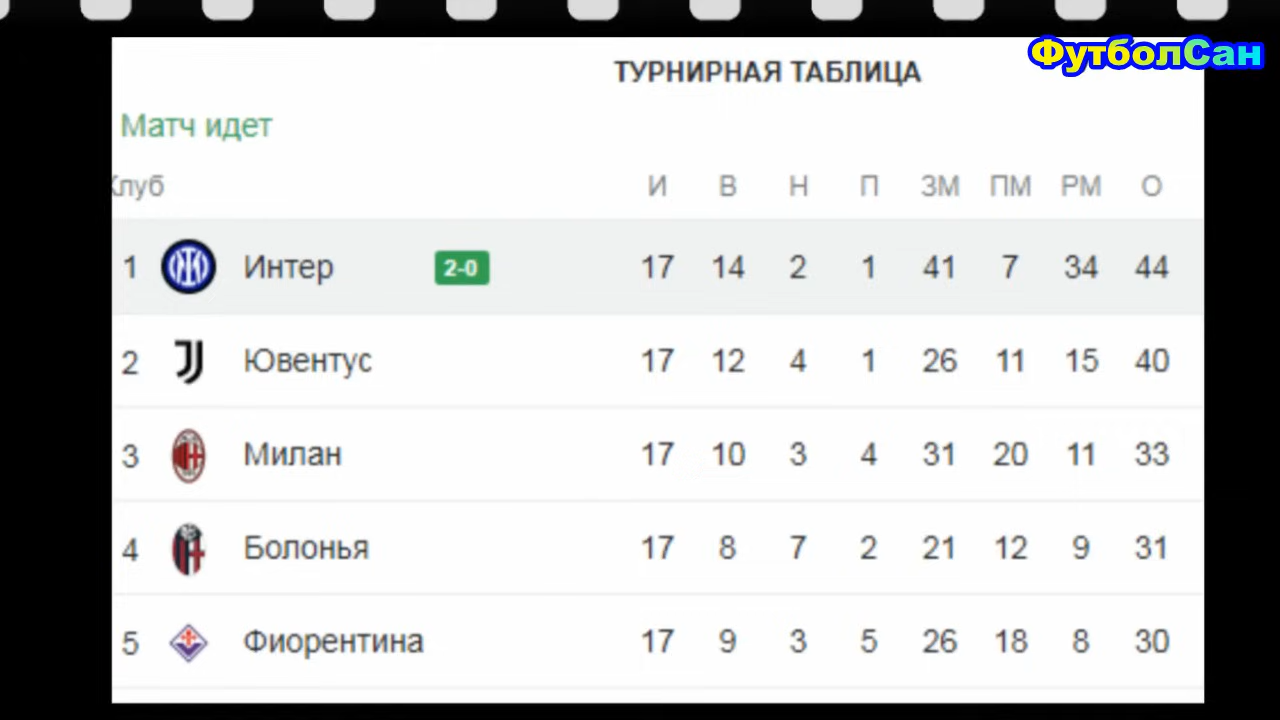 ФутболСан
ТУРНИРНАЯ ТАБЛИЦА
Матч идет
Клуб И В Н П ЗМ ПМ РМ О
1 Интер 2-0 17 14 2 1 41 7 34 44
2 Ювентус 17 12 4 1 26 11 15 40
3 Милан 17 10 3 4 31 20 11 33
4 Болонья 17 8 7 2 21 12 9 31
5 Фиорентина 17 9 3 5 26 18 8 30